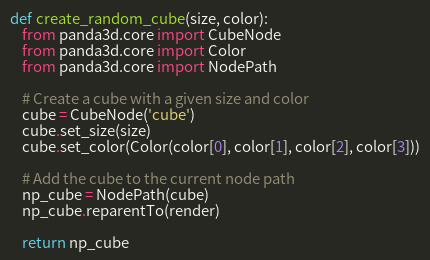 def create_random_cube(size, color):
from panda3d.core import CubeNode
from panda3d.core import Color
from panda3d.core import NodePath
# Create a cube with a given size and color
cube = CubeNode('cube')
cube.set_size(size)
cube.set_color(Color(color[0], color[1], color[2], color[3]))
# Add the cube to the current node path
np_cube = NodePath(cube)
np_cube.reparentTo(render)
return np_cube